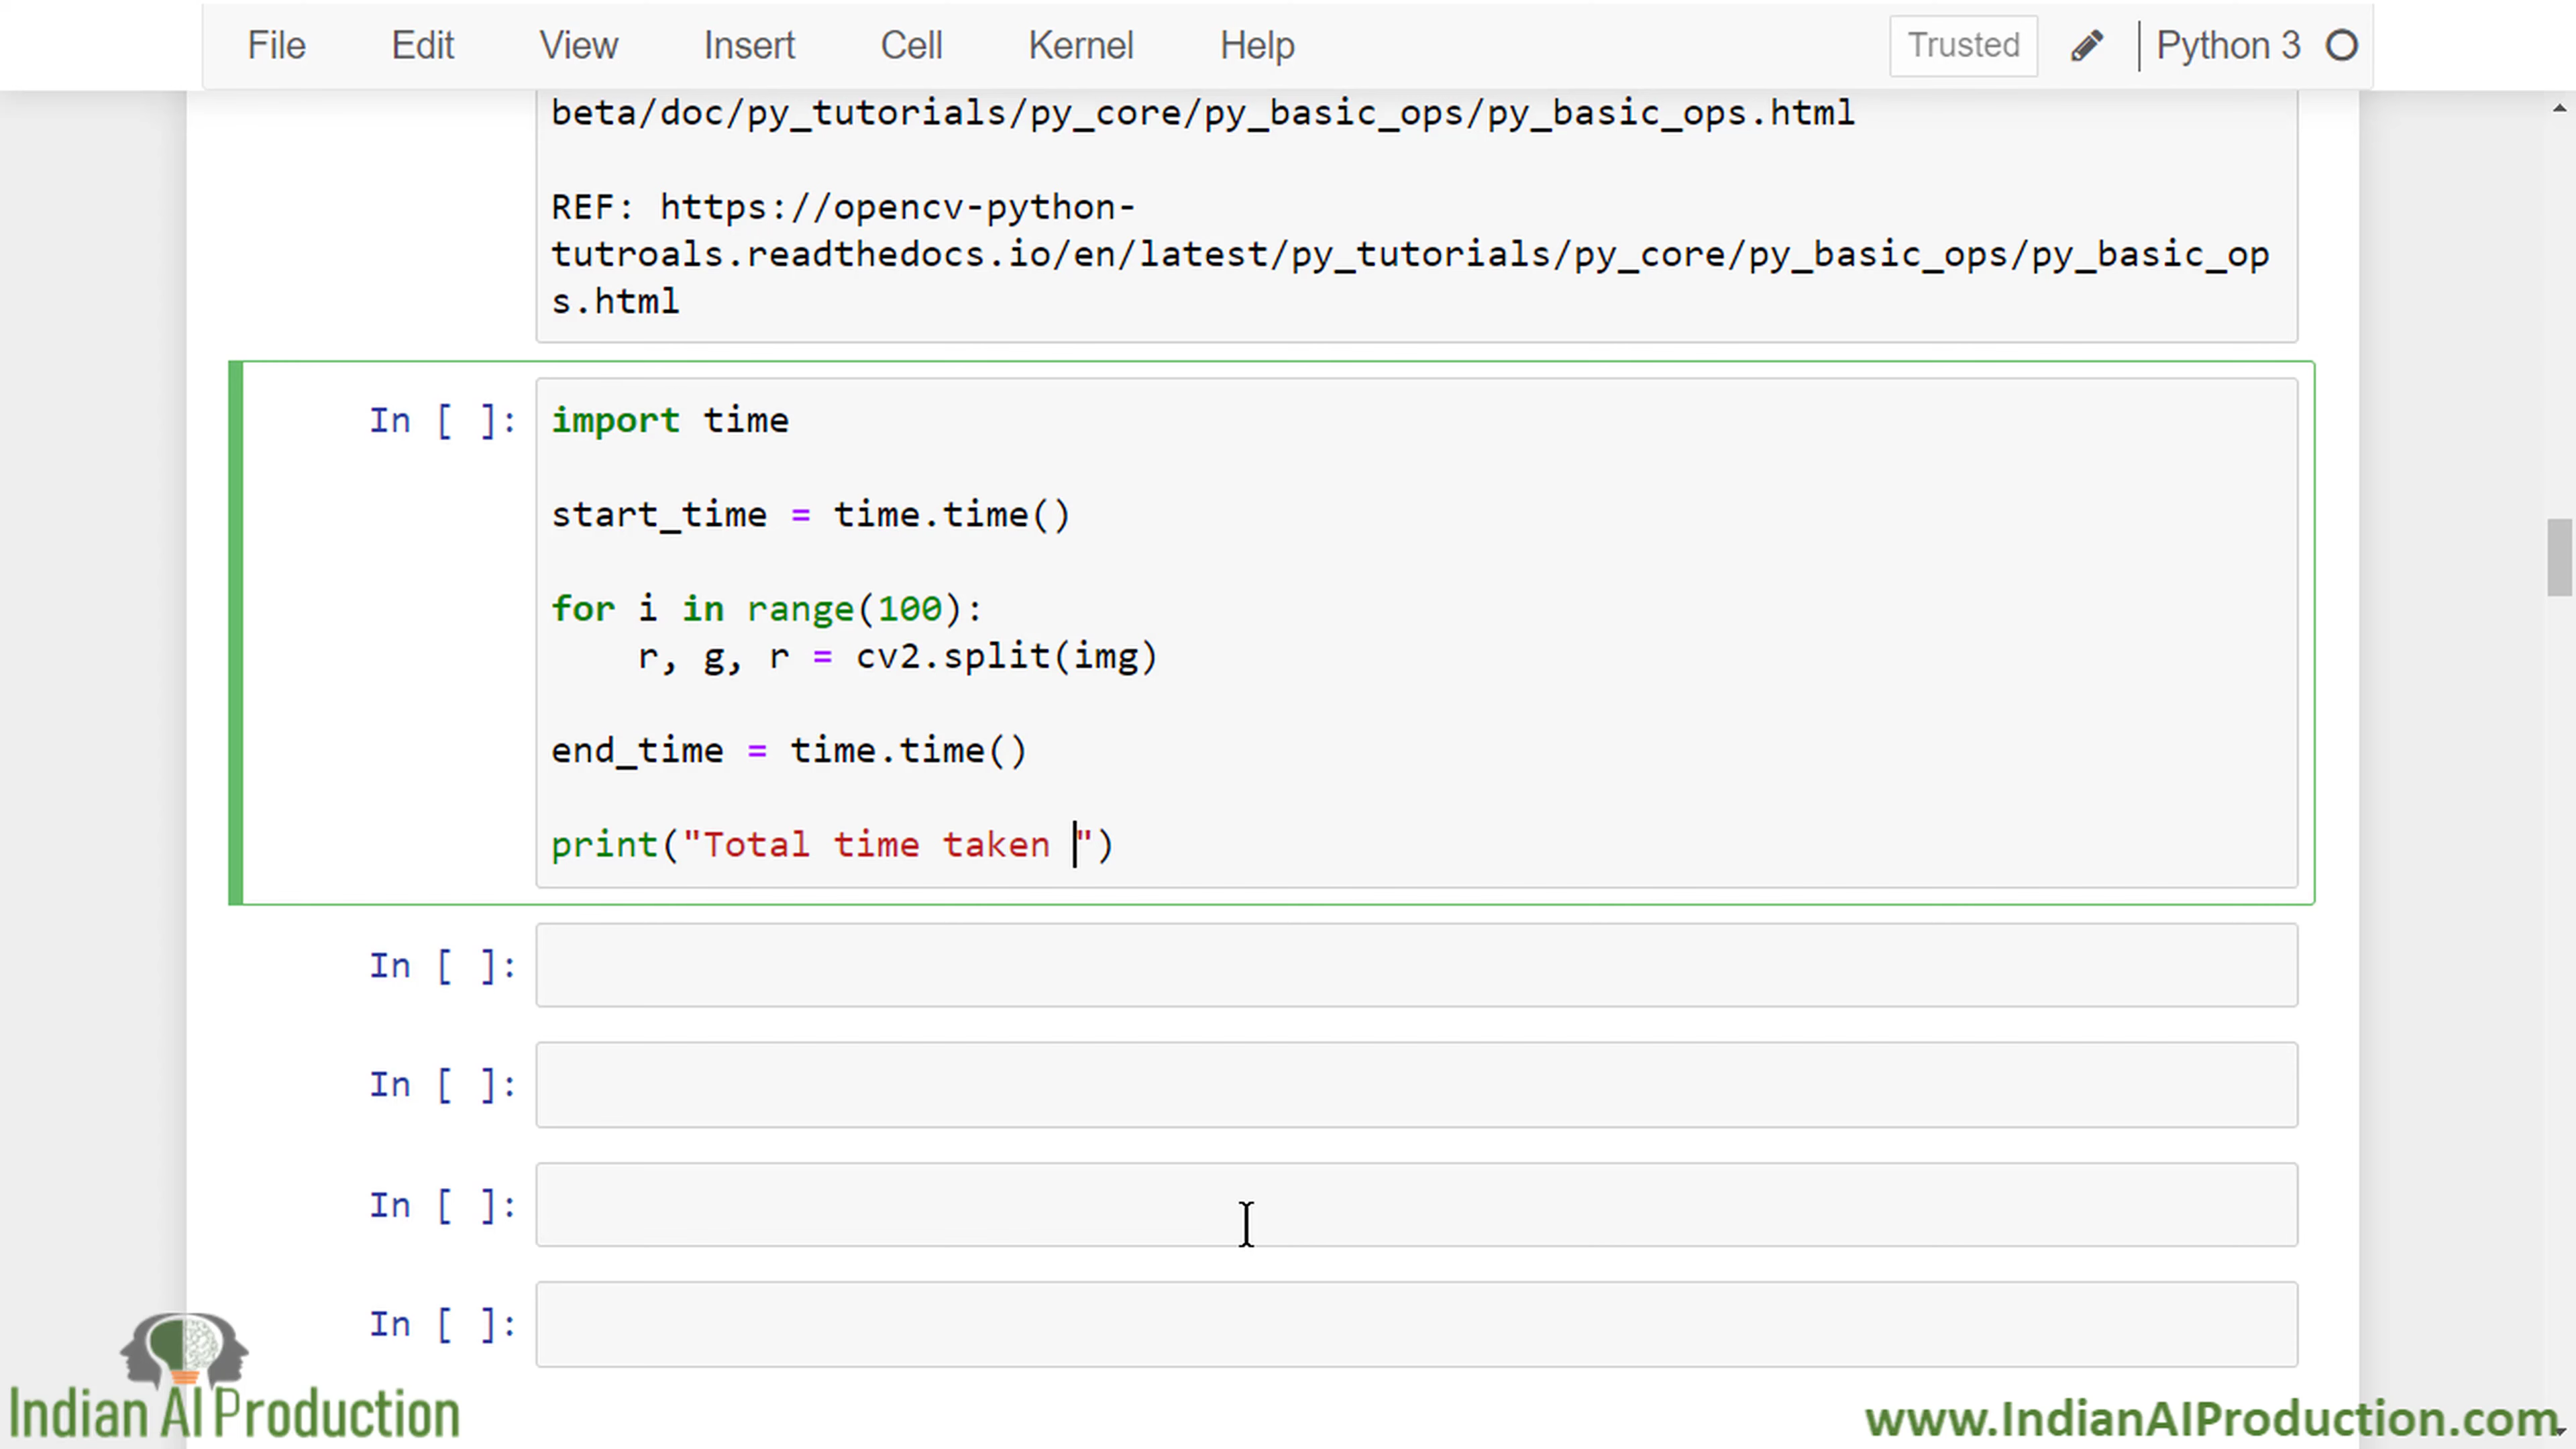 File Edit View Insert Cell Kernel Help Trusted Python 3
beta/doc/py_tutorials/py_core/py_basic_ops/py_basic_ops.html
REF: https://opencv-python-
tutroals.readthedocs.io/en/latest/py_tutorials/py_core/py_basic_ops/py_basic_op
s.html
In [ ]: import time
start_time = time.time()
for i in range(100):
    r, g, r = cv2.split(img)
end_time = time.time()
print("Total time taken ")
In [ ]:
In [ ]:
In [ ]:
In [ ]:
Indian AI Production
www.IndianAIProduction.com